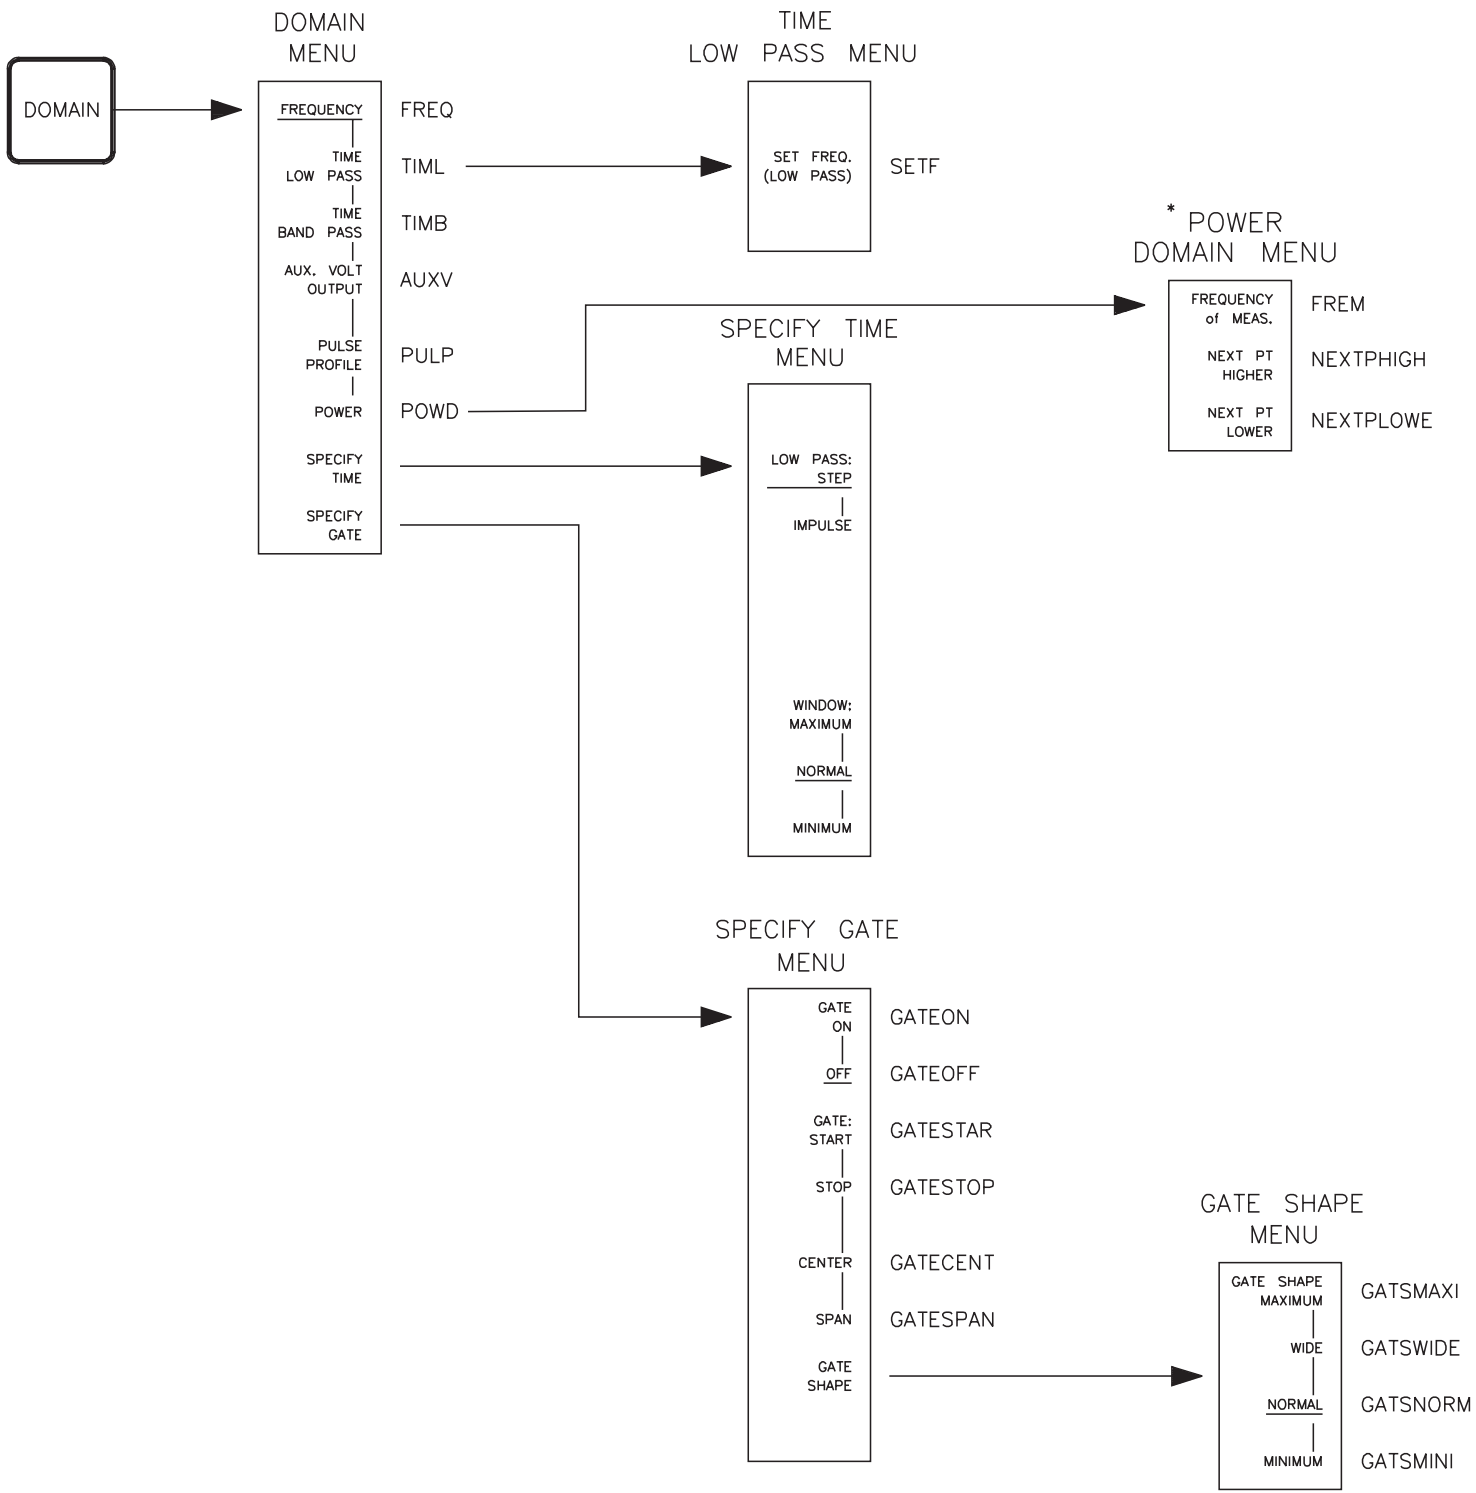 DOMAIN
DOMAIN
MENU
FREQUENCY FREQ
TIME
LOW PASS TIML
TIME
BAND PASS TIMB
AUX. VOLT
OUTPUT AUXV
PULSE
PROFILE PULP
POWER POWD
SPECIFY
TIME
SPECIFY
GATE
TIME
LOW PASS MENU
SET FREQ.
(LOW PASS) SETF
* POWER
DOMAIN MENU
FREQUENCY
of MEAS. FREM
NEXT PT
HIGHER NEXTPHIGH
NEXT PT
LOWER NEXTPLOWE
SPECIFY TIME
MENU
LOW PASS:
STEP
IMPULSE
WINDOW:
MAXIMUM
NORMAL
MINIMUM
SPECIFY GATE
MENU
GATE
ON GATEON
OFF GATEOFF
GATE:
START GATESTAR
STOP GATESTOP
CENTER GATECENT
SPAN GATESPAN
GATE
SHAPE
GATE SHAPE
MENU
GATE SHAPE
MAXIMUM GATSMAXI
WIDE GATSWIDE
NORMAL GATSNORM
MINIMUM GATSMINI